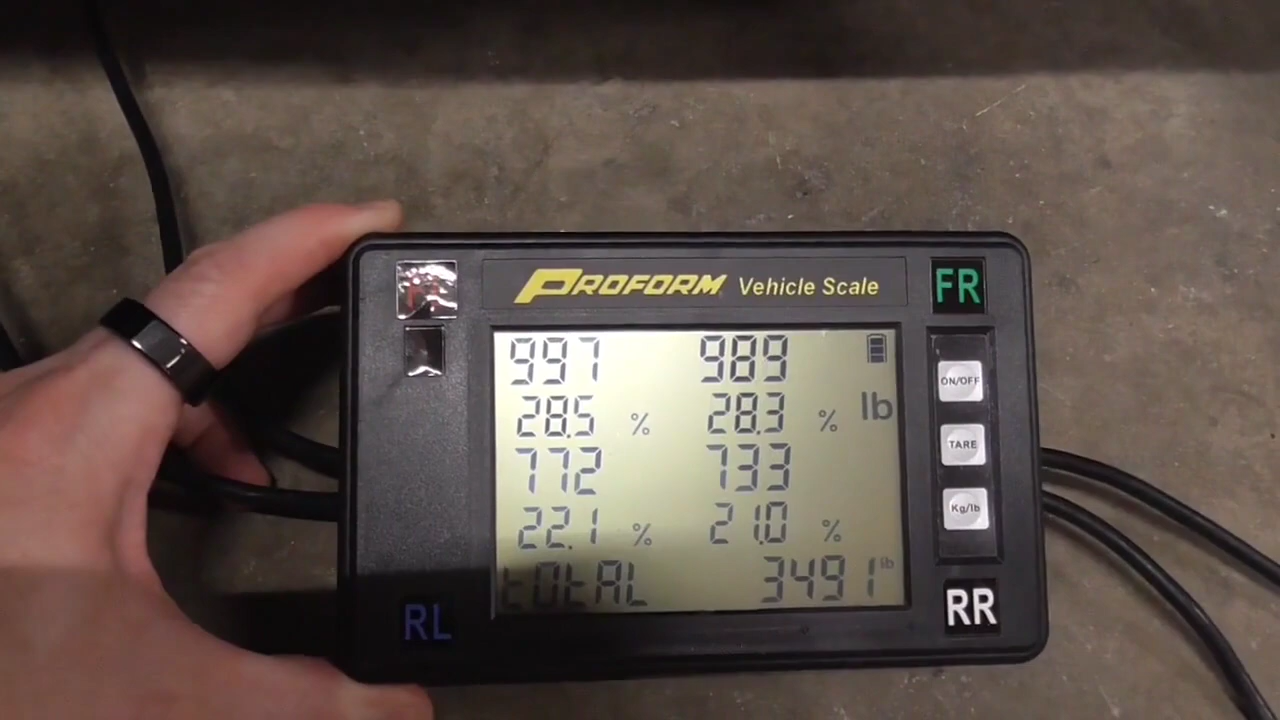 PROFORM Vehicle Scale
FR
997 989
28.5 % 28.3 % lb
772 733
22.1 % 21.0 %
tOtAL 3491 lb
ON/OFF
TARE
Kg/lb
RL
RR